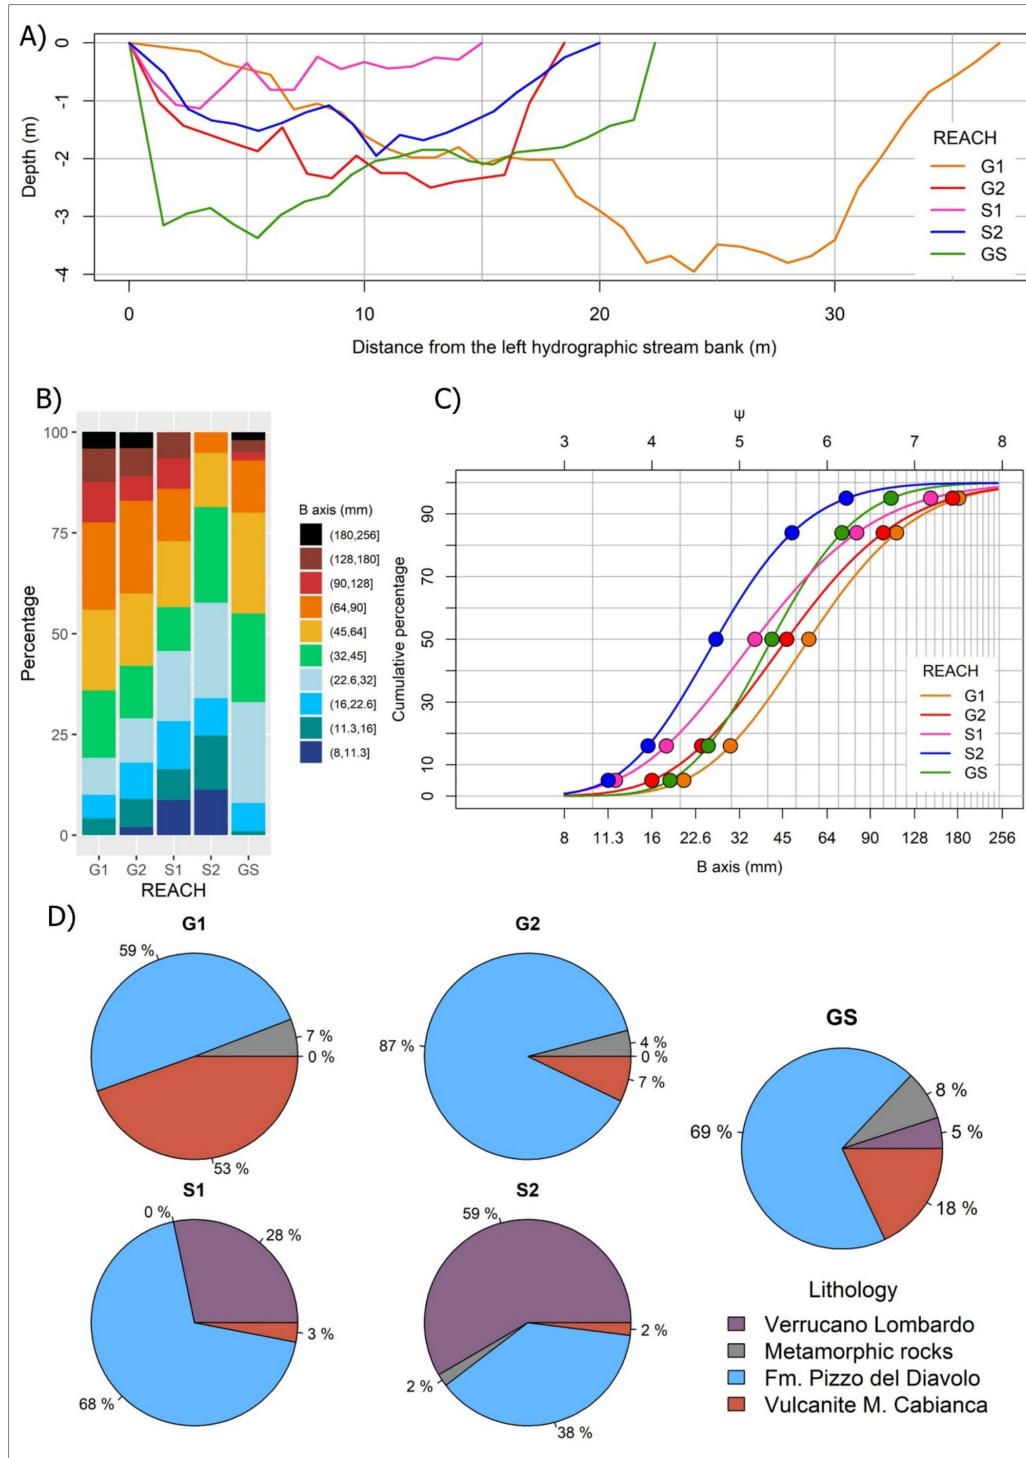 A)
0
-1
-2
-3
-4
Depth (m)
REACH
G1
G2
S1
S2
GS
0
10
20
30
Distance from the left hydrographic stream bank (m)
B)
100
75
50
25
0
Percentage
G1
G2
S1
S2
GS
REACH
B axis (mm)
(180,256]
(128,180]
(90,128]
(64,90]
(45,64]
(32,45]
(22.6,32]
(16,22.6]
(11.3,16]
(8,11.3]
C)
ψ
3
4
5
6
7
8
90
70
50
30
10
0
Cumulative percentage
REACH
G1
G2
S1
S2
GS
8
11.3
16
22.6
32
45
64
90
128
180
256
B axis (mm)
D)
G1
59 %
7 %
0 %
53 %
G2
87 %
4 %
0 %
7 %
GS
69 %
8 %
5 %
18 %
S1
0 %
28 %
3 %
68 %
S2
59 %
2 %
2 %
38 %
Lithology
Verrucano Lombardo
Metamorphic rocks
Fm. Pizzo del Diavolo
Vulcanite M. Cabianca